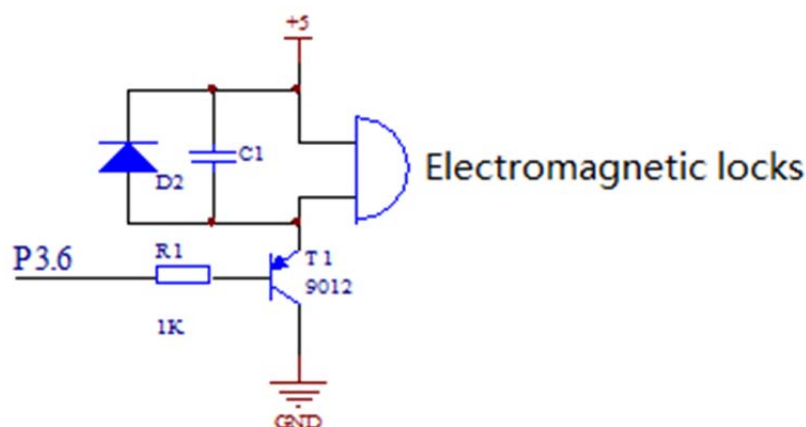 +5
C1
D2
Electromagnetic locks
P3.6
R1
T1
9012
1K
GND